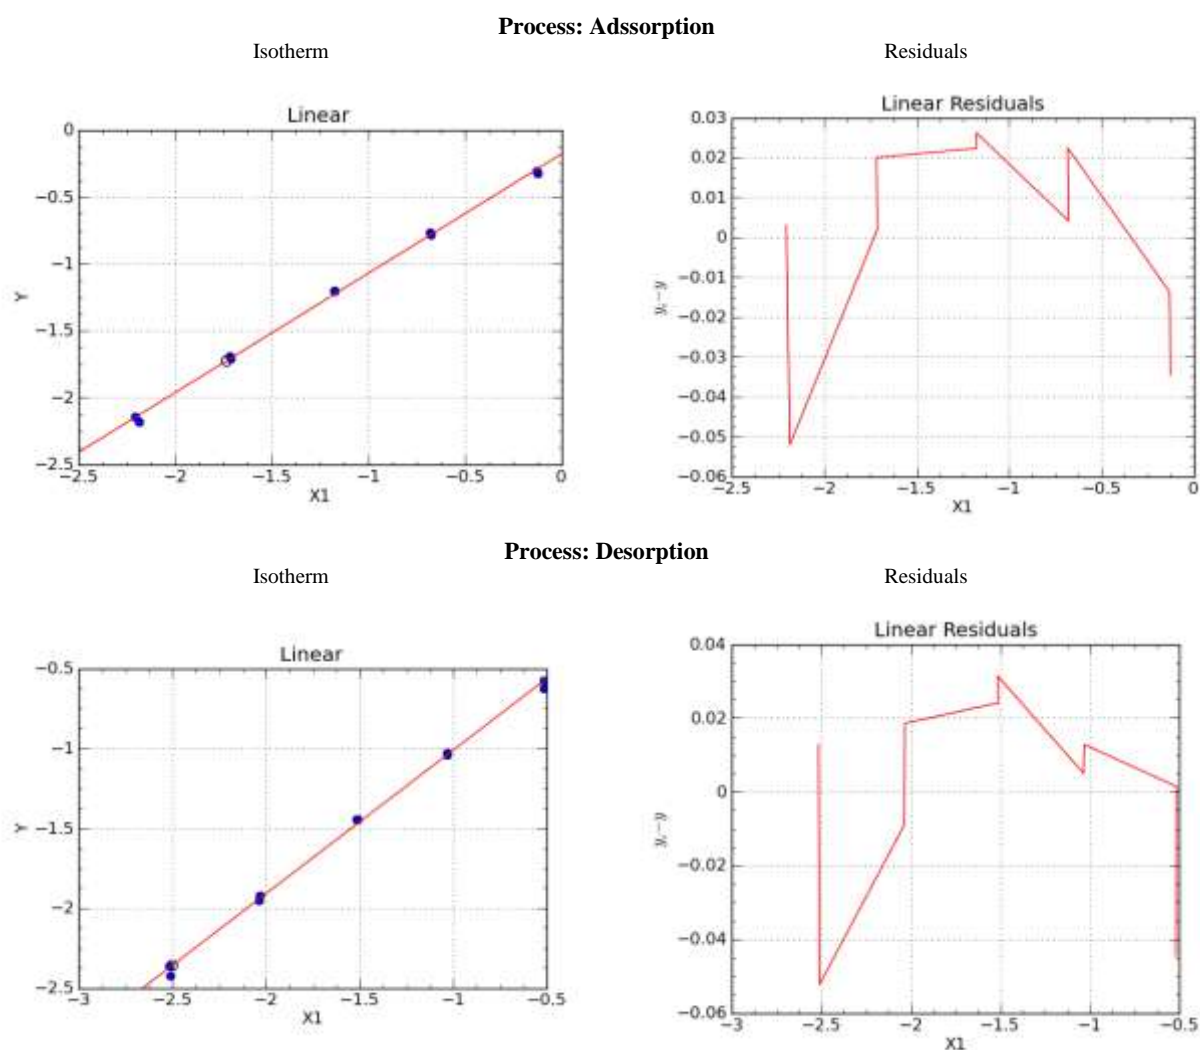 Process: Adssorption
Isotherm Residuals
Linear
0
−0.5
−1
−1.5
−2
−2.5
Y
−2.5 −2 −1.5 −1 −0.5 0
X1
Linear Residuals
0.03
0.02
0.01
0
−0.01
−0.02
−0.03
−0.04
−0.05
−0.06
yᵢ−y
−2.5 −2 −1.5 −1 −0.5 0
X1
Process: Desorption
Isotherm Residuals
Linear
−0.5
−1
−1.5
−2
−2.5
Y
−3 −2.5 −2 −1.5 −1 −0.5
X1
Linear Residuals
0.04
0.02
0
−0.02
−0.04
−0.06
yᵢ−y
−3 −2.5 −2 −1.5 −1 −0.5
X1